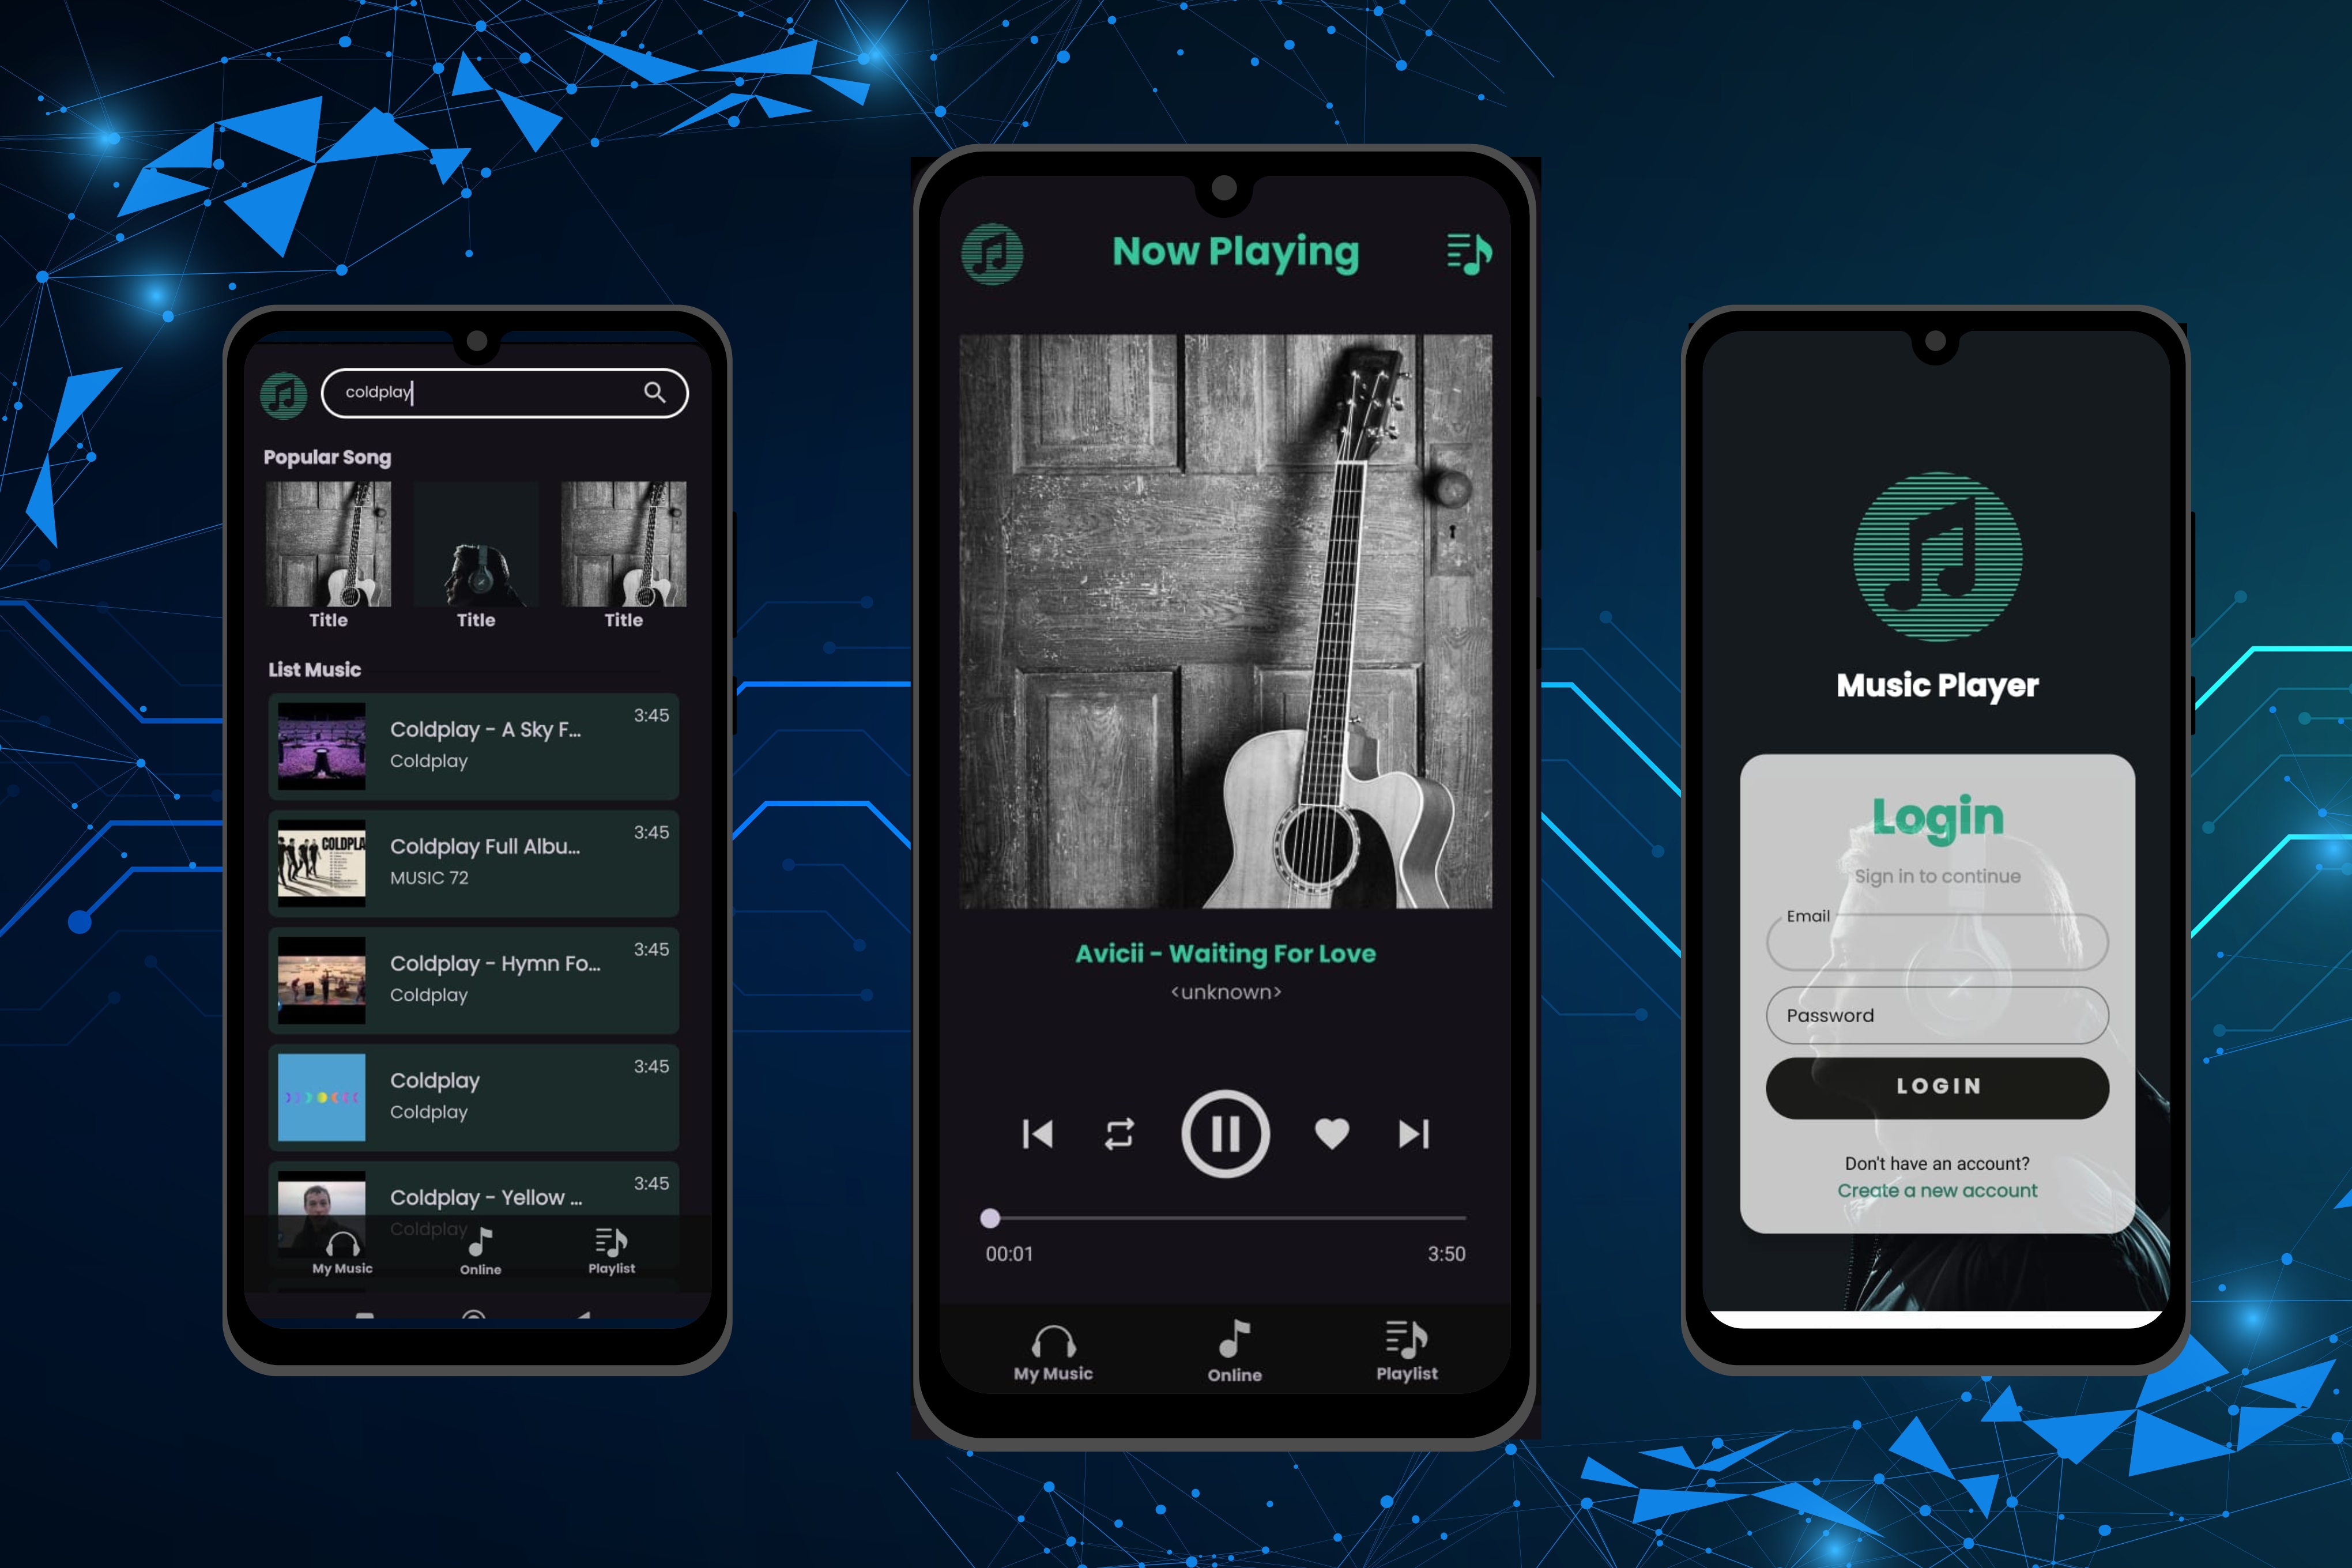 coldplay
Popular Song
Title
Title
Title
List Music
Coldplay - A Sky F...
3:45
Coldplay
Coldplay Full Albu...
3:45
MUSIC 72
COLDPLA
Coldplay - Hymn Fo...
3:45
Coldplay
Coldplay
3:45
Coldplay
Coldplay - Yellow ...
3:45
Coldplay
My Music
Online
Playlist
Now Playing
Avicii - Waiting For Love
<unknown>
00:01
3:50
My Music
Online
Playlist
Music Player
Login
Sign in to continue
Email
Password
LOGIN
Don't have an account?
Create a new account